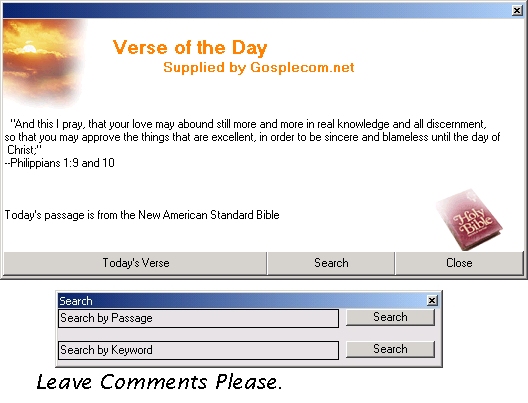 Verse of the Day
Supplied by Gosplecom.net
"And this I pray, that your love may abound still more and more in real knowledge and all discernment,
so that you may approve the things that are excellent, in order to be sincere and blameless until the day of
Christ;"
--Philippians 1:9 and 10
Holy Bible
Today's passage is from the New American Standard Bible
Today's Verse Search Close
Search
Search by Passage Search
Search by Keyword Search
Leave Comments Please.